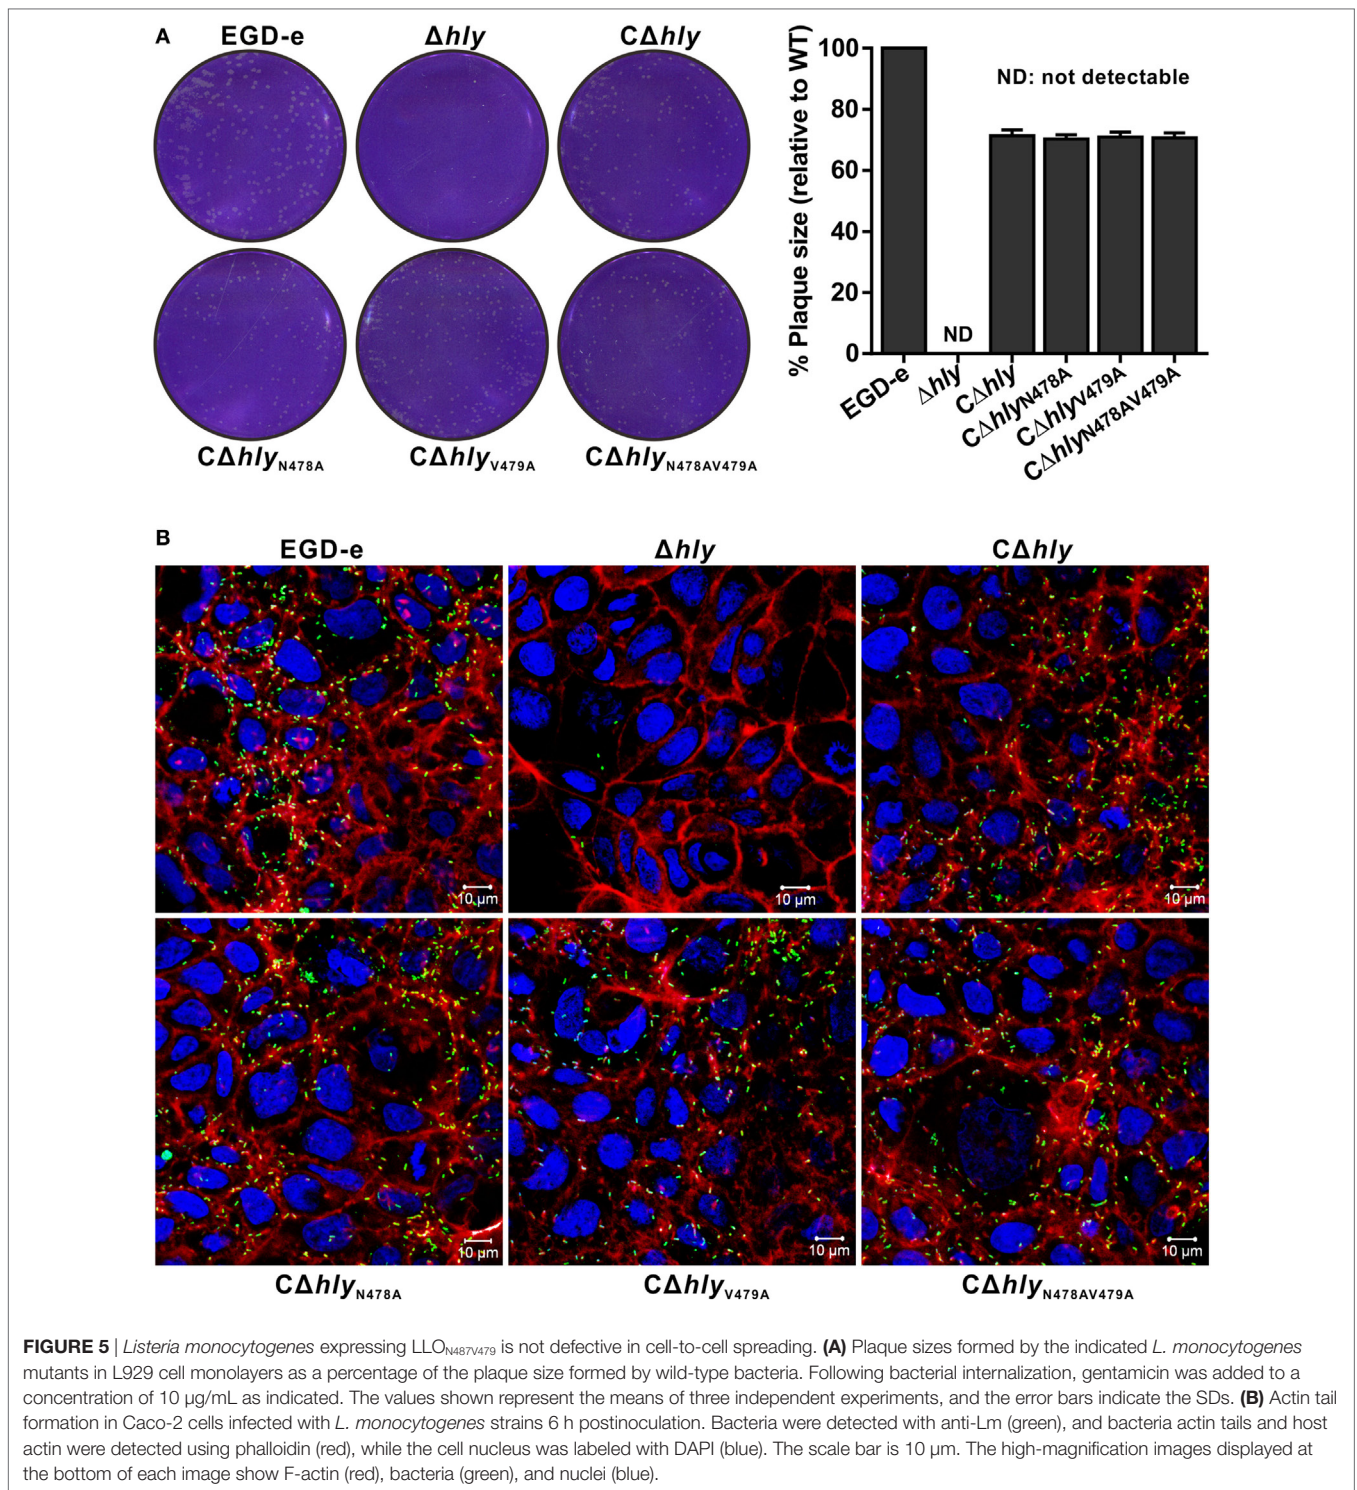 A
EGD-e
Δhly
CΔhly
CΔhlyN478A
CΔhlyV479A
CΔhlyN478AV479A
% Plaque size (relative to WT)
100
80
60
40
20
0
ND: not detectable
ND
EGD-e
Δhly
CΔhly
CΔhlyN478A
CΔhlyV479A
CΔhlyN478AV479A
B
EGD-e
Δhly
CΔhly
10 µm
10 µm
10 µm
10 µm
10 µm
10 µm
CΔhlyN478A
CΔhlyV479A
CΔhlyN478AV479A
FIGURE 5 | Listeria monocytogenes expressing LLON487V479 is not defective in cell-to-cell spreading. (A) Plaque sizes formed by the indicated L. monocytogenes
mutants in L929 cell monolayers as a percentage of the plaque size formed by wild-type bacteria. Following bacterial internalization, gentamicin was added to a
concentration of 10 µg/mL as indicated. The values shown represent the means of three independent experiments, and the error bars indicate the SDs. (B) Actin tail
formation in Caco-2 cells infected with L. monocytogenes strains 6 h postinoculation. Bacteria were detected with anti-Lm (green), and bacteria actin tails and host
actin were detected using phalloidin (red), while the cell nucleus was labeled with DAPI (blue). The scale bar is 10 µm. The high-magnification images displayed at
the bottom of each image show F-actin (red), bacteria (green), and nuclei (blue).